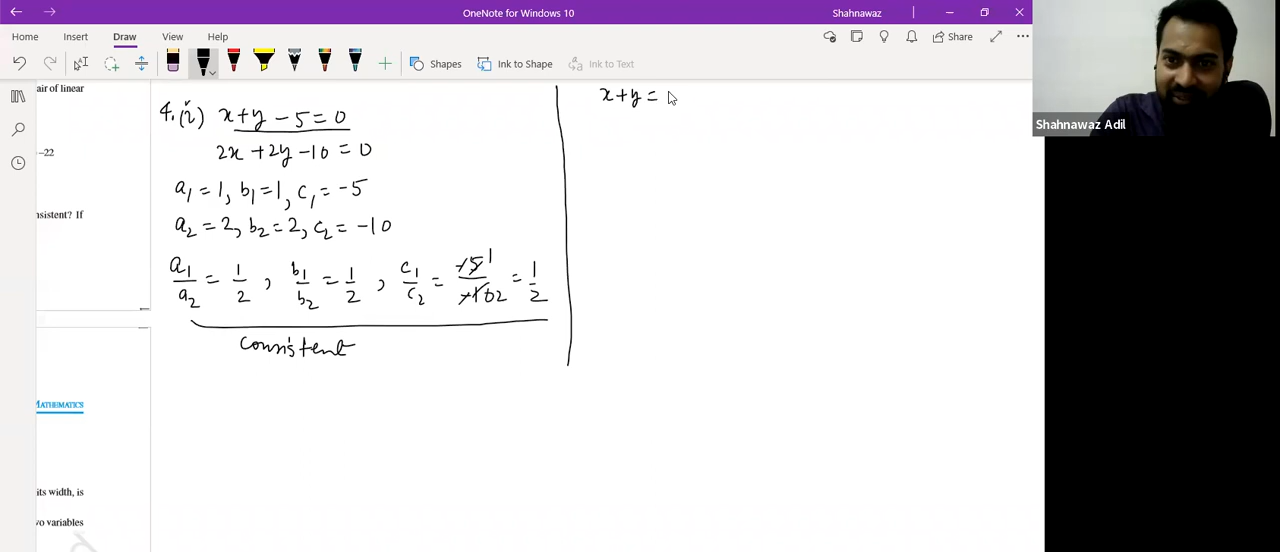 OneNote for Windows 10
Shahnawaz
Home Insert Draw View Help
Share
Shapes
Ink to Shape
Ink to Text
air of linear
-22
nsistent? If
MATHEMATICS
its width, is
vo variables
4.(i) x+y-5=0
2x+2y-10=0
a₁=1, b₁=1, c₁=-5
a₂=2, b₂=2, c₂=-10
a₁/a₂ = 1/2, b₁/b₂ = 1/2, c₁/c₂ = -5 1/-10 2 = 1/2
consistent
x+y=
Shahnawaz Adil